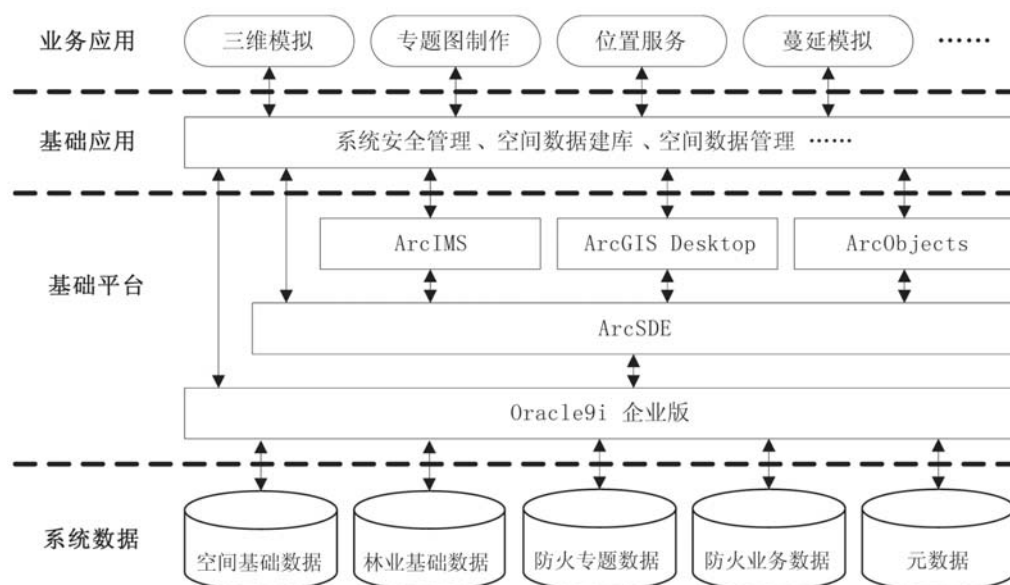 业务应用
三维模拟
专题图制作
位置服务
蔓延模拟
……
基础应用
系统安全管理、空间数据建库、空间数据管理 ……
基础平台
ArcIMS
ArcGIS Desktop
ArcObjects
ArcSDE
Oracle9i 企业版
系统数据
空间基础数据
林业基础数据
防火专题数据
防火业务数据
元数据